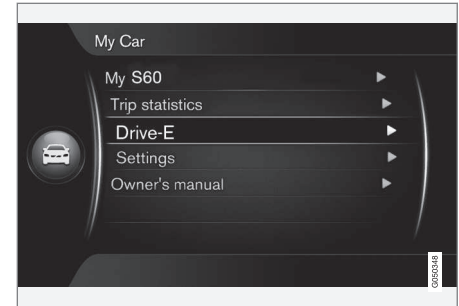 My Car
My S60
Trip statistics
Drive-E
Settings
Owner's manual
G050348